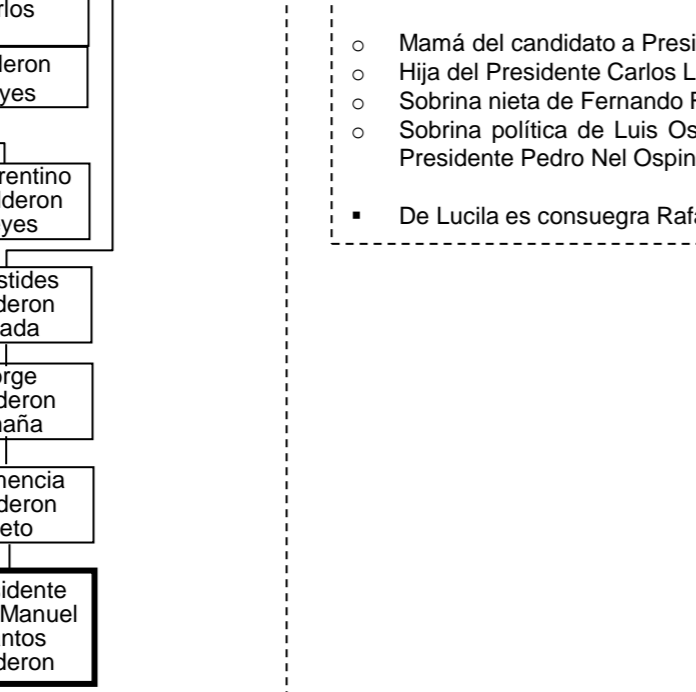 rlos
deron
yes
rentino
lderon
yes
stides
deron
ada
orge
deron
naña
nencia
deron
eto
idente
Manuel
ntos
deron
o Mamá del candidato a Presi
o Hija del Presidente Carlos L
o Sobrina nieta de Fernando
o Sobrina política de Luis Os
Presidente Pedro Nel Ospin
▪ De Lucila es consuegra Rafa